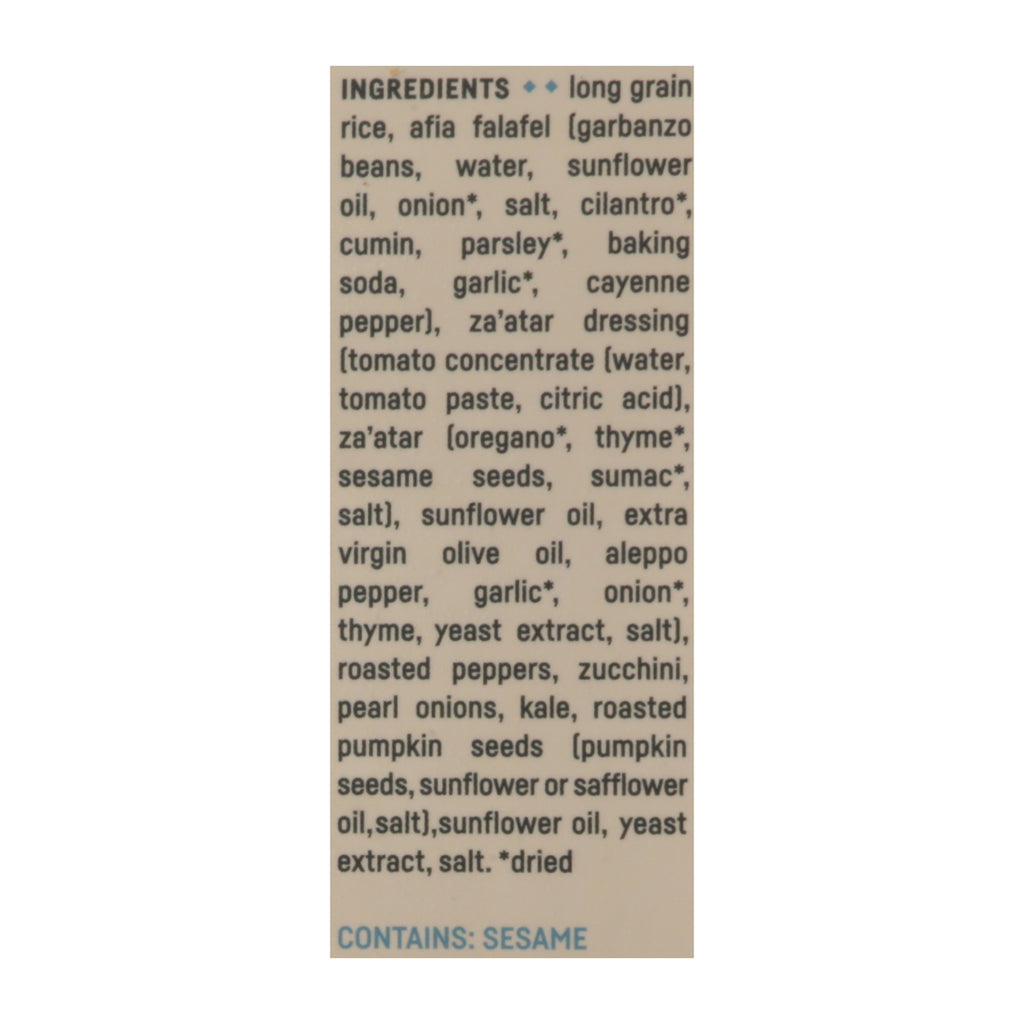 INGREDIENTS ◆ ◆ long grain
rice, afia falafel (garbanzo
beans, water, sunflower
oil, onion*, salt, cilantro*,
cumin, parsley*, baking
soda, garlic*, cayenne
pepper), za'atar dressing
(tomato concentrate (water,
tomato paste, citric acid),
za'atar (oregano*, thyme*,
sesame seeds, sumac*,
salt), sunflower oil, extra
virgin olive oil, aleppo
pepper, garlic*, onion*,
thyme, yeast extract, salt),
roasted peppers, zucchini,
pearl onions, kale, roasted
pumpkin seeds (pumpkin
seeds, sunflower or safflower
oil,salt),sunflower oil, yeast
extract, salt. *dried
CONTAINS: SESAME